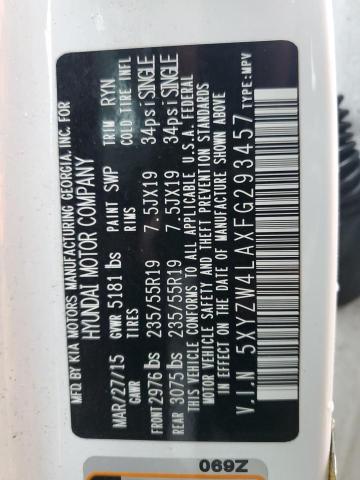 MFD. BY KIA MOTORS MANUFACTURING GEORGIA, INC. FOR
HYUNDAI MOTOR COMPANY
MAR/27/15 GVWR 5181 lbs PAINT SWP TRIM RYN
GAWR TIRES RIMS COLD TIRE INFL
FRONT 2976 lbs 235/55R19 7.5JX19 34psi SINGLE
REAR 3075 lbs 235/55R19 7.5JX19 34psi SINGLE
THIS VEHICLE CONFORMS TO ALL APPLICABLE U.S.A. FEDERAL
MOTOR VEHICLE SAFETY AND THEFT PREVENTION STANDARDS
IN EFFECT ON THE DATE OF MANUFACTURE SHOWN ABOVE
V.I.N 5XYZW4LAXFG293457 TYPE:MPV
Z690